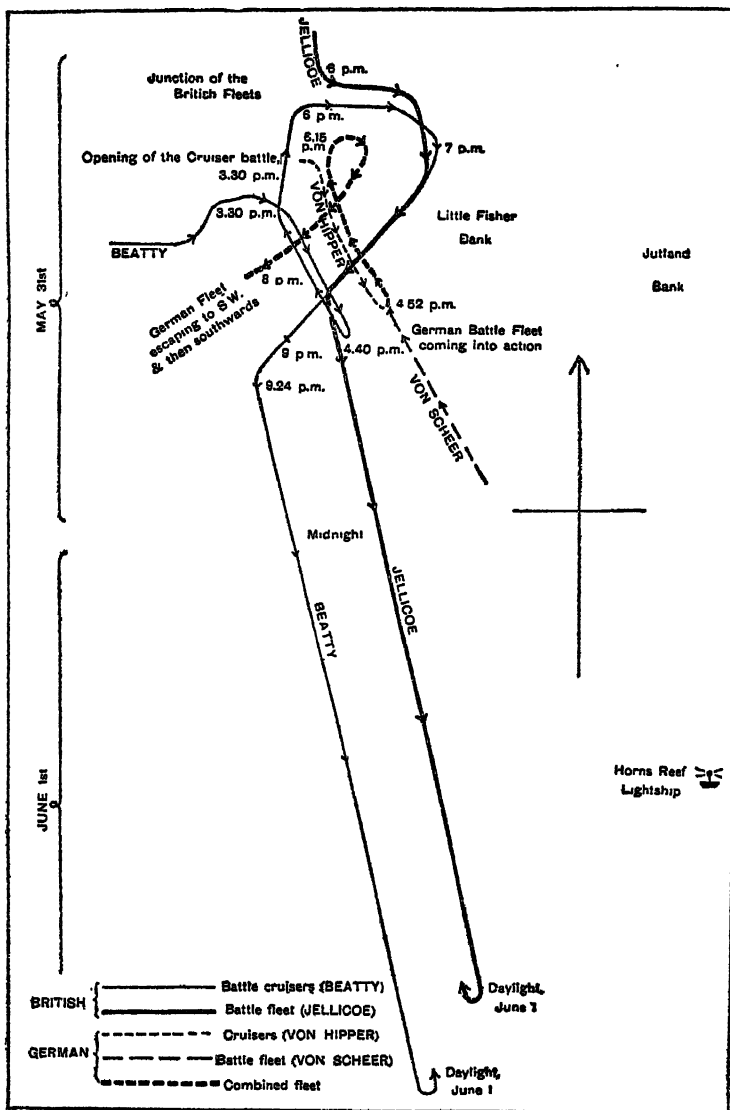 JELLICOE
6 p.m.
Junction of the
British Fleets
6 p m.
6.15
p.m
7 p.m.
Opening of the Cruiser battle,
3.30 p.m.
3.30 p.m.
VON HIPPER
Little Fisher
Bank
BEATTY
Jutland
Bank
8 p m.
4 52 p.m.
German Fleet
escaping to S.W.
& then southwards
German Battle Fleet
coming into action
9 p m.
4.40 p.m.
9.24 p.m.
VON SCHEER
MAY 31st
Midnight
JELLICOE
BEATTY
JUNE 1st
Horns Reef
Lightship
Daylight,
June 1
BRITISH
Battle cruisers (BEATTY)
Battle fleet (JELLICOE)
GERMAN
Cruisers (VON HIPPER)
Battle fleet (VON SCHEER)
Combined fleet
Daylight,
June 1